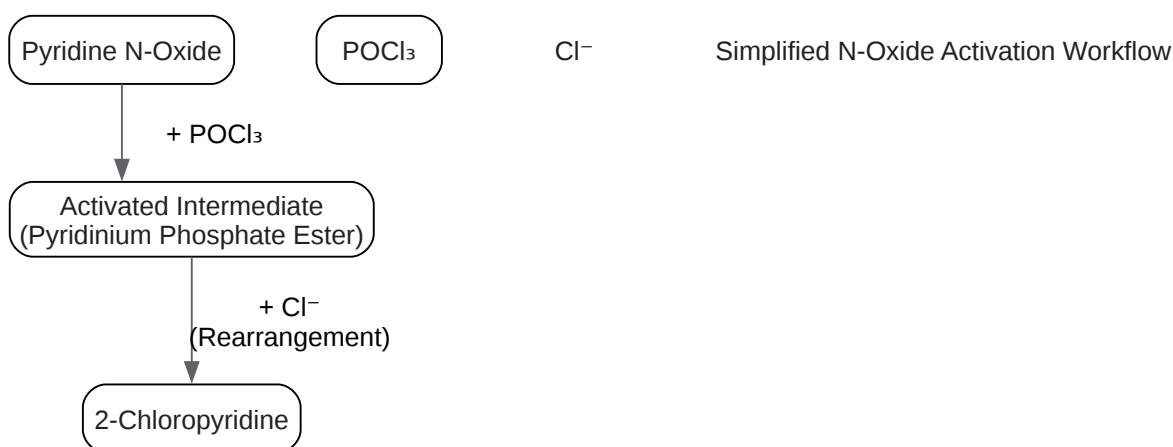 Pyridine N-Oxide
POCl₃
Cl⁻
Simplified N-Oxide Activation Workflow
+ POCl₃
Activated Intermediate
(Pyridinium Phosphate Ester)
+ Cl⁻
(Rearrangement)
2-Chloropyridine